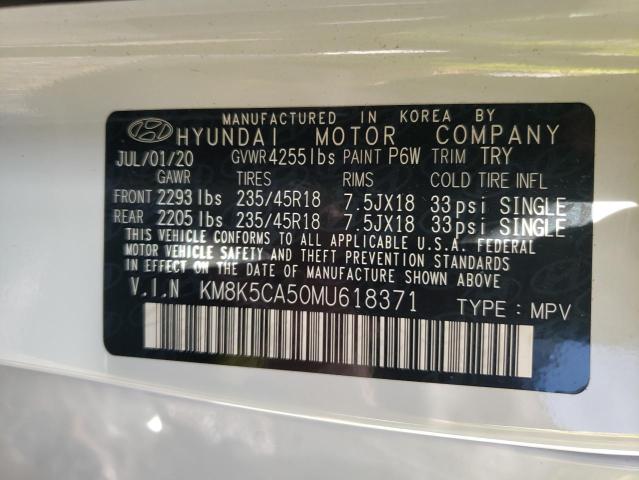 MANUFACTURED IN KOREA BY
HYUNDAI MOTOR COMPANY
JUL/01/20 GVWR 4255lbs PAINT P6W TRIM TRY
GAWR TIRES RIMS COLD TIRE INFL
FRONT 2293 lbs 235/45R18 7.5JX18 33psi SINGLE
REAR 2205 lbs 235/45R18 7.5JX18 33psi SINGLE
THIS VEHICLE CONFORMS TO ALL APPLICABLE U.S.A. FEDERAL
MOTOR VEHICLE SAFETY AND THEFT PREVENTION STANDARDS
IN EFFECT ON THE DATE OF MANUFACTURE SHOWN ABOVE
V.I.N KM8K5CA50MU618371 TYPE : MPV